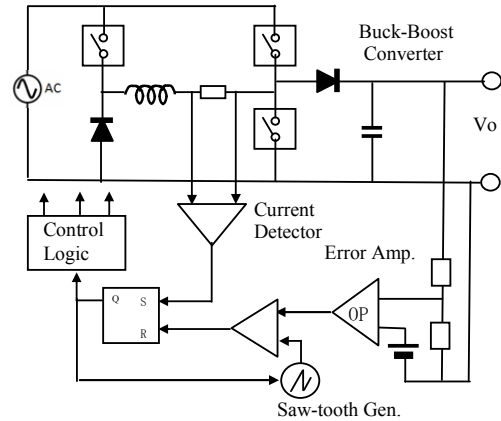 Buck-Boost
Converter
AC
Vo
Current
Detector
Control
Logic
Error Amp.
Q
S
R
OP
Saw-tooth Gen.